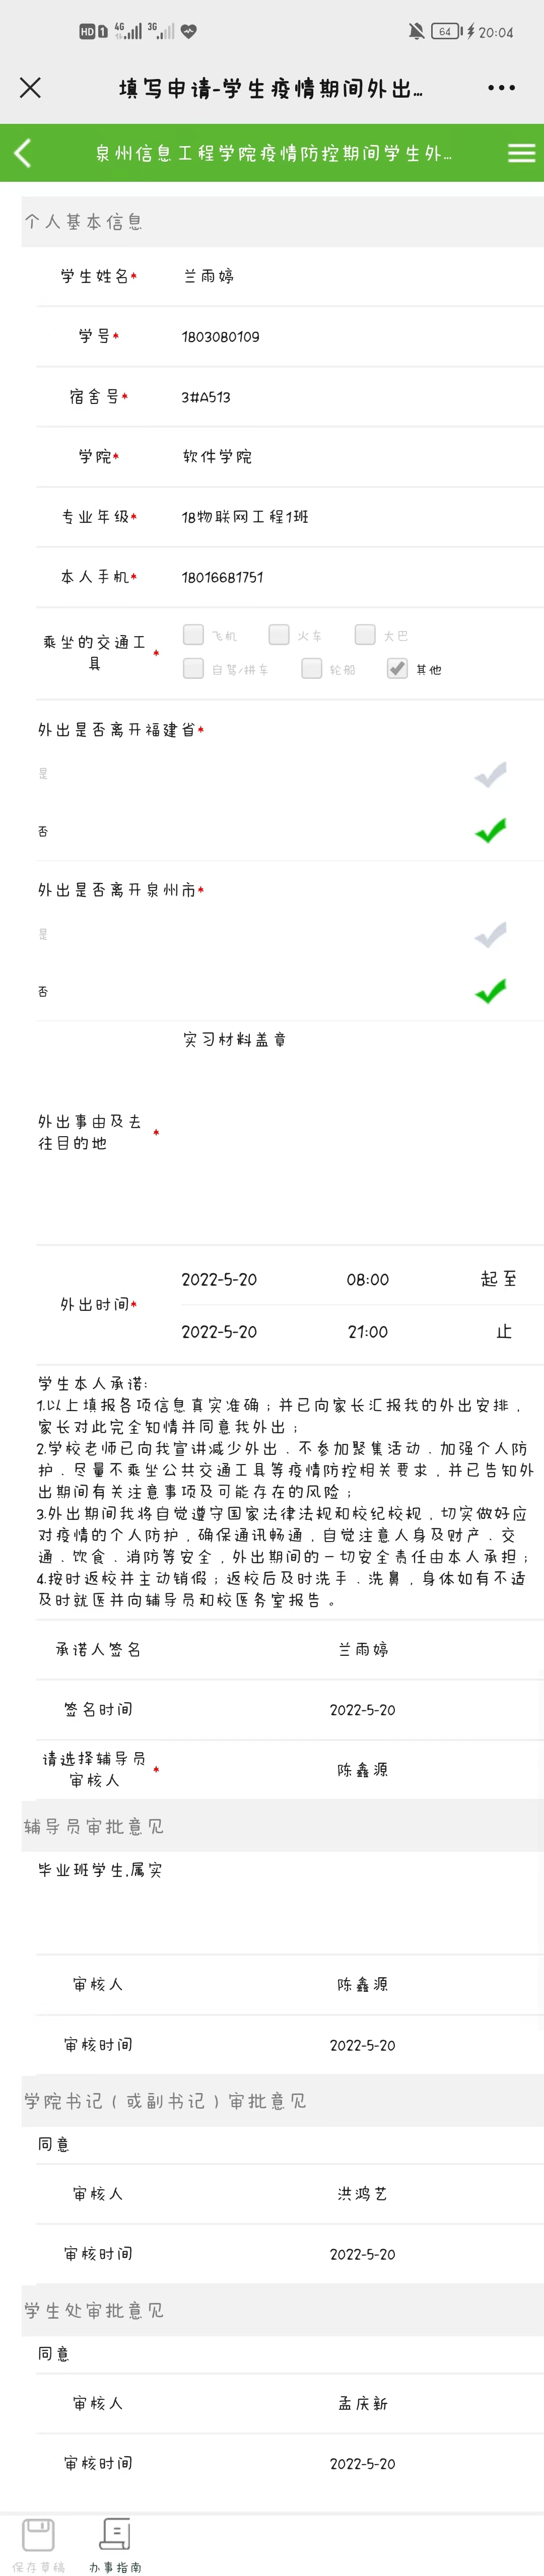 HD 1 4G 3G 64 20:04
填写申请-学生疫情期间外出...
泉州信息工程学院疫情防控期间学生外...
个人基本信息
学生姓名* 兰雨婷
学号* 1803080109
宿舍号* 3#A513
学院* 软件学院
专业年级* 18物联网工程1班
本人手机* 18016681751
乘坐的交通工
具 *
飞机 火车 大巴
自驾/拼车 轮船 其他
外出是否离开福建省*
是
否
外出是否离开泉州市*
是
否
实习材料盖章
外出事由及去
往目的地 *
外出时间*
2022-5-20 08:00 起至
2022-5-20 21:00 止
学生本人承诺:
1.以上填报各项信息真实准确；并已向家长汇报我的外出安排，
家长对此完全知情并同意我外出；
2.学校老师已向我宣讲减少外出、不参加聚集活动、加强个人防
护、尽量不乘坐公共交通工具等疫情防控相关要求，并已告知外
出期间有关注意事项及可能存在的风险；
3.外出期间我将自觉遵守国家法律法规和校纪校规，切实做好应
对疫情的个人防护，确保通讯畅通，自觉注意人身及财产、交
通、饮食、消防等安全，外出期间的一切安全责任由本人承担；
4.按时返校并主动销假；返校后及时洗手、洗鼻，身体如有不适
及时就医并向辅导员和校医务室报告。
承诺人签名 兰雨婷
签名时间 2022-5-20
请选择辅导员
审核人 * 陈鑫源
辅导员审批意见
毕业班学生,属实
审核人 陈鑫源
审核时间 2022-5-20
学院书记（或副书记）审批意见
同意
审核人 洪鸿艺
审核时间 2022-5-20
学生处审批意见
同意
审核人 孟庆新
审核时间 2022-5-20
保存草稿 办事指南